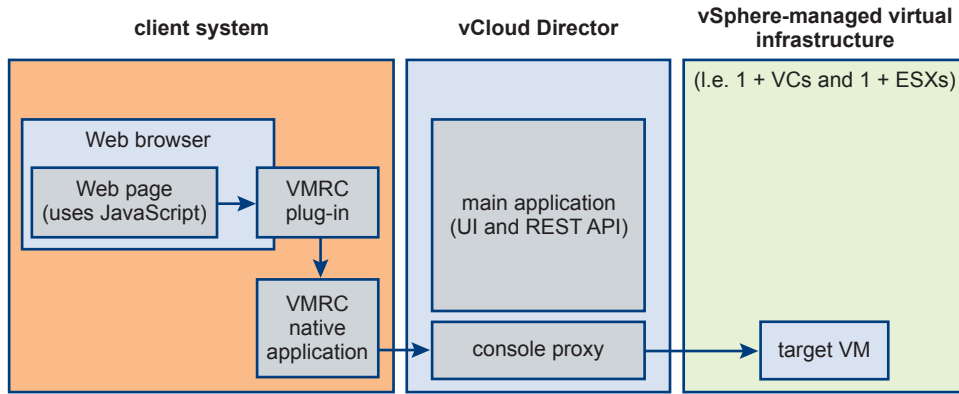 client system
vCloud Director
vSphere-managed virtual
infrastructure
(I.e. 1 + VCs and 1 + ESXs)
Web browser
Web page
(uses JavaScript)
VMRC
plug-in
main application
(UI and REST API)
VMRC
native
application
console proxy
target VM